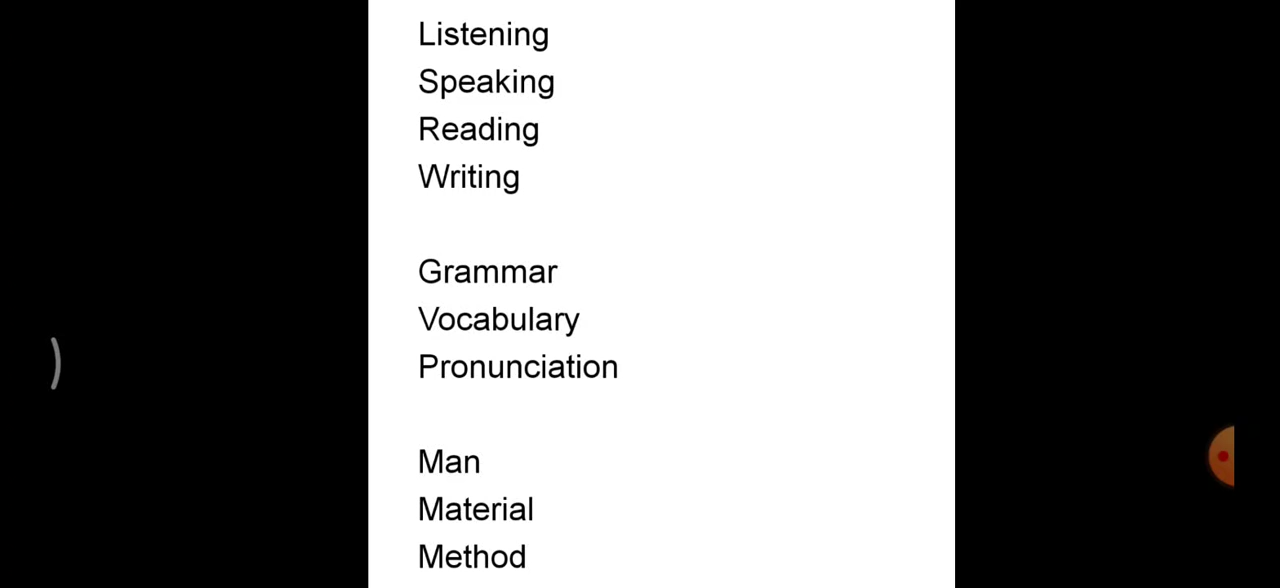 Listening
Speaking
Reading
Writing
Grammar
Vocabulary
Pronunciation
Man
Material
Method